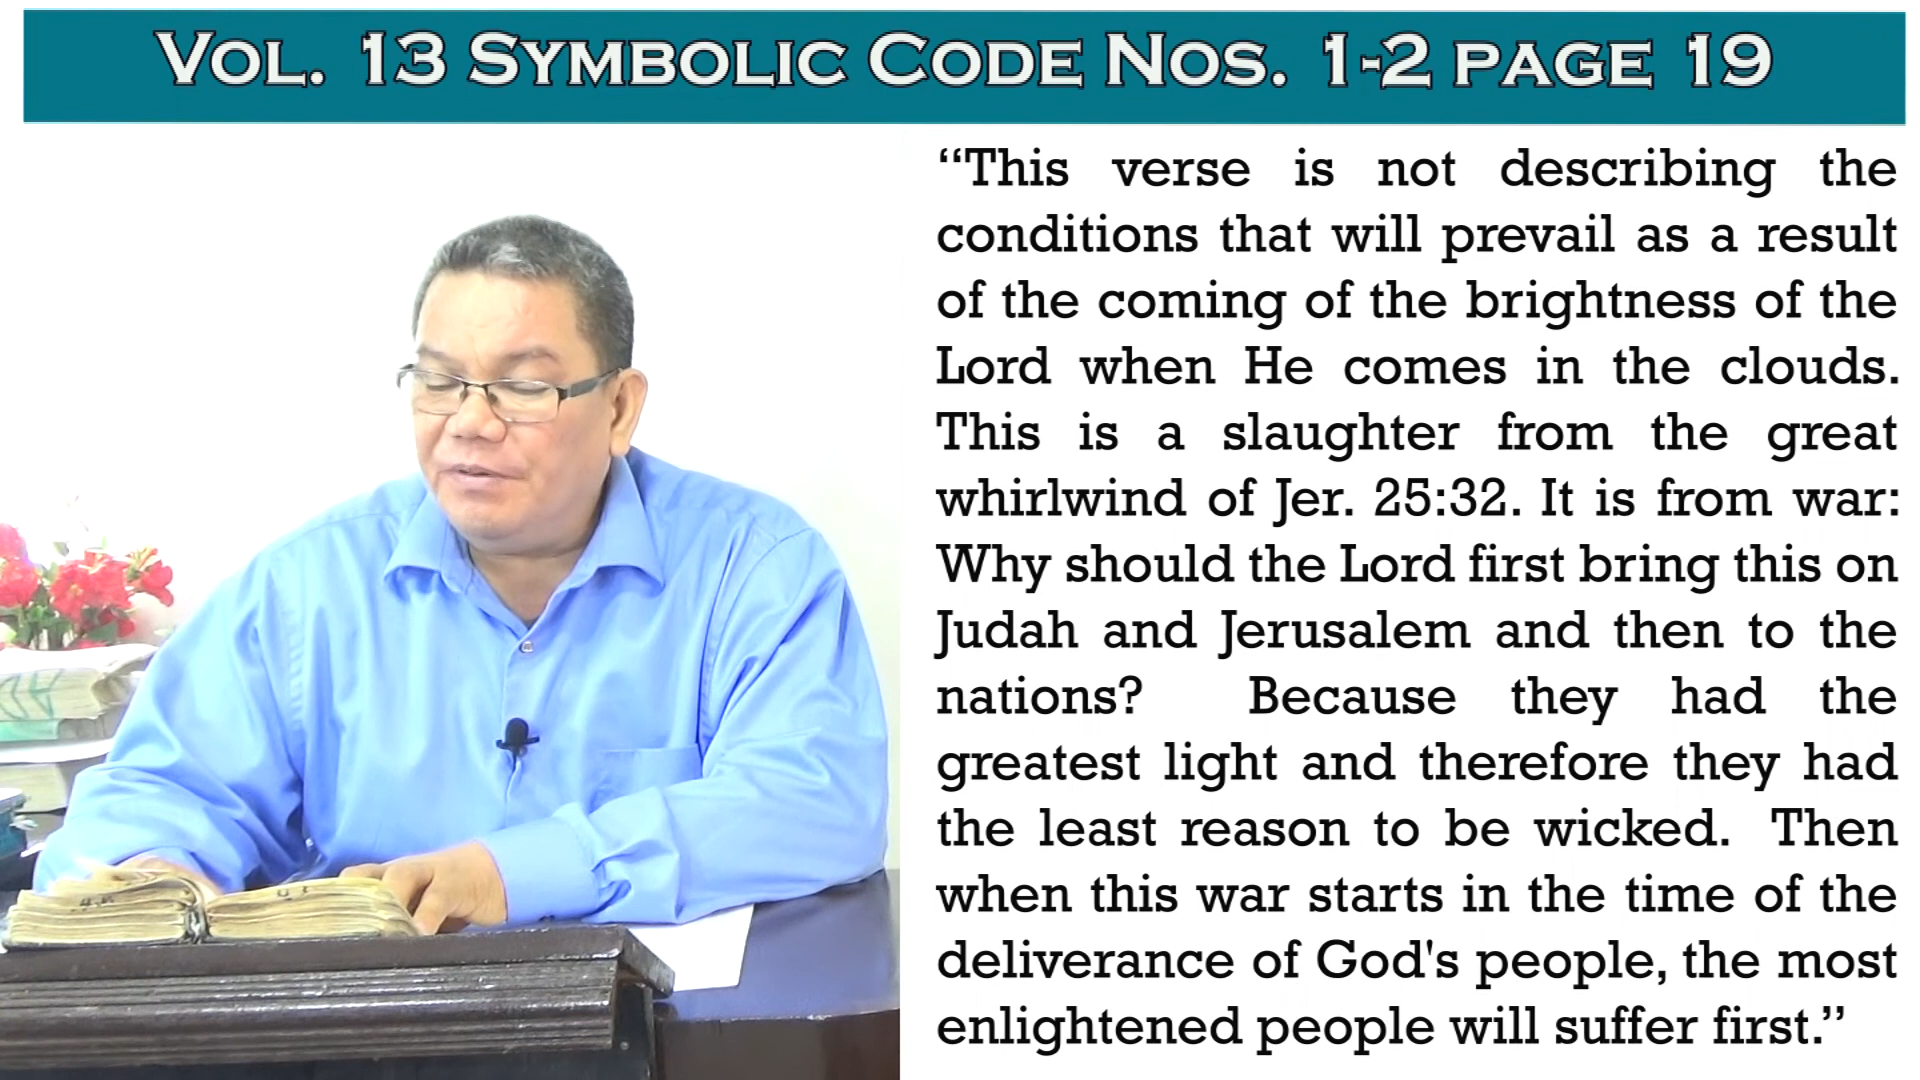 VOL. 13 SYMBOLIC CODE NOS. 1-2 PAGE 19
“This verse is not describing the
conditions that will prevail as a result
of the coming of the brightness of the
Lord when He comes in the clouds.
This is a slaughter from the great
whirlwind of Jer. 25:32. It is from war:
Why should the Lord first bring this on
Judah and Jerusalem and then to the
nations? Because they had the
greatest light and therefore they had
the least reason to be wicked. Then
when this war starts in the time of the
deliverance of God's people, the most
enlightened people will suffer first.”